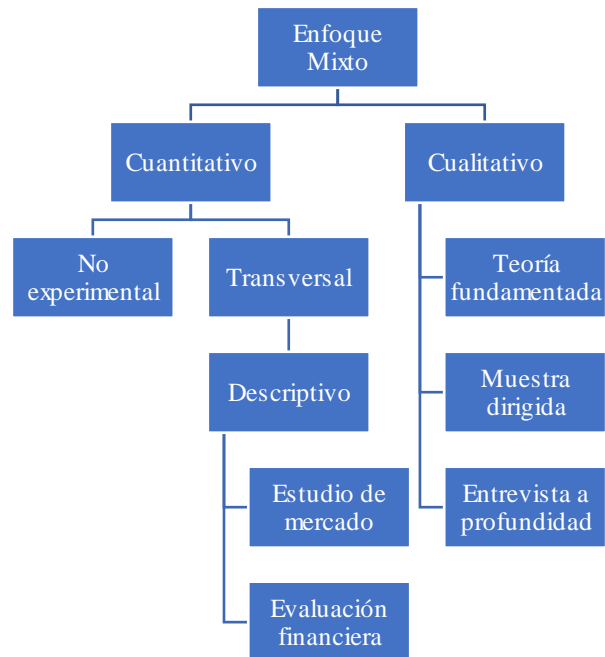 Enfoque
Mixto
Cuantitativo
Cualitativo
No
experimental
Transversal
Teoría
fundamentada
Descriptivo
Muestra
dirigida
Estudio de
mercado
Entrevista a
profundidad
Evaluación
financiera